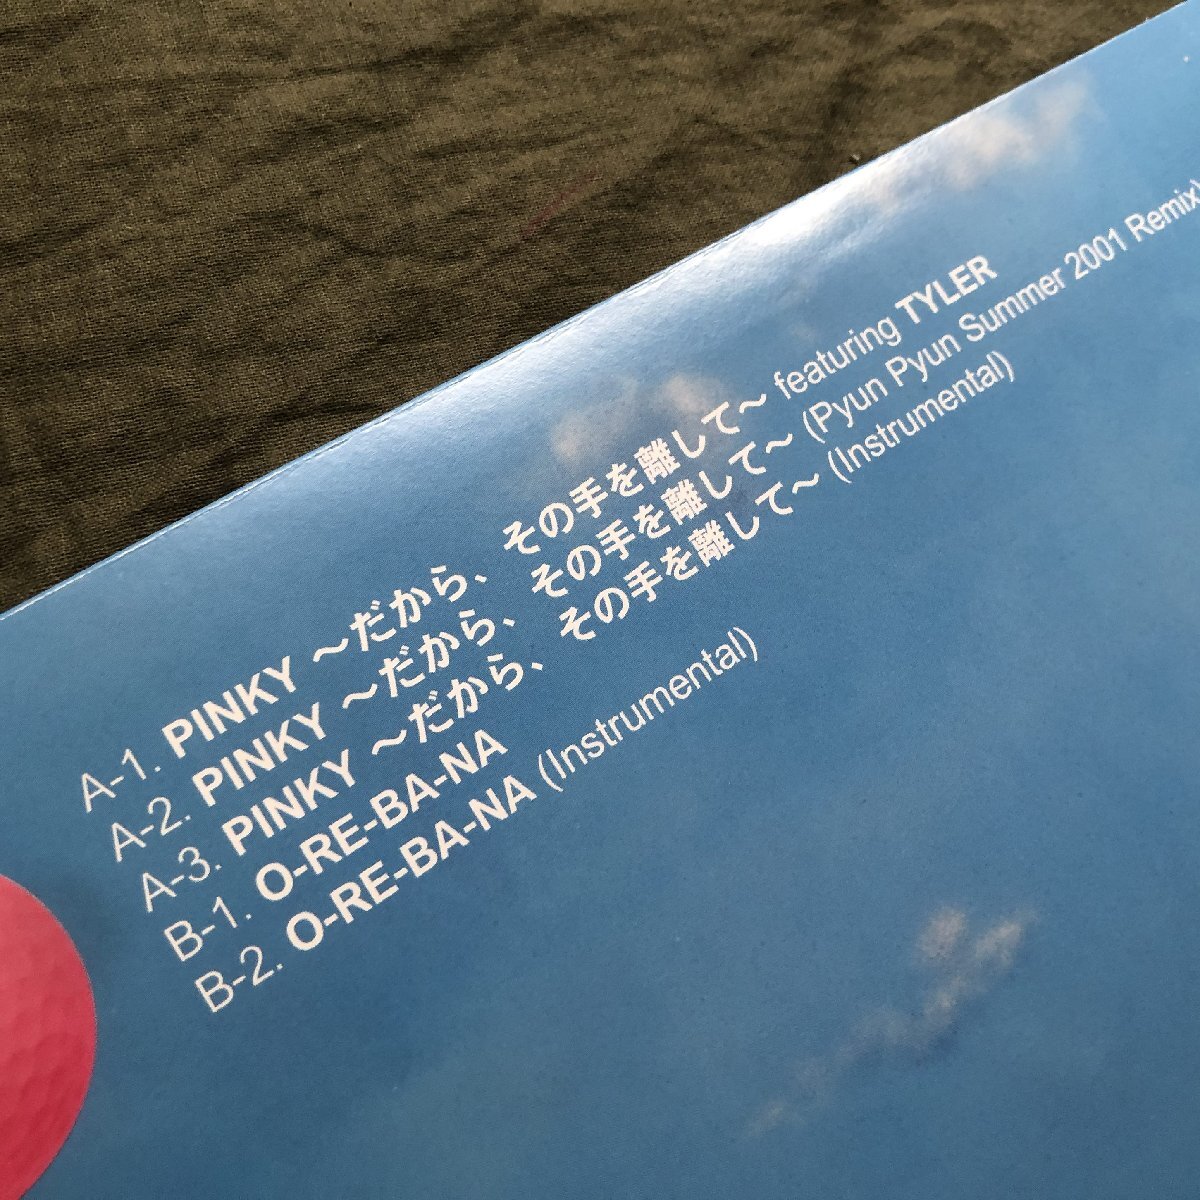 A-1. PINKY ～だから、その手を離して～ featuring TYLER
A-2. PINKY ～だから、その手を離して～ (Pyun Pyun Summer 2001 Remix)
A-3. PINKY ～だから、その手を離して～ (Instrumental)
B-1. O-RE-BA-NA
B-2. O-RE-BA-NA (Instrumental)